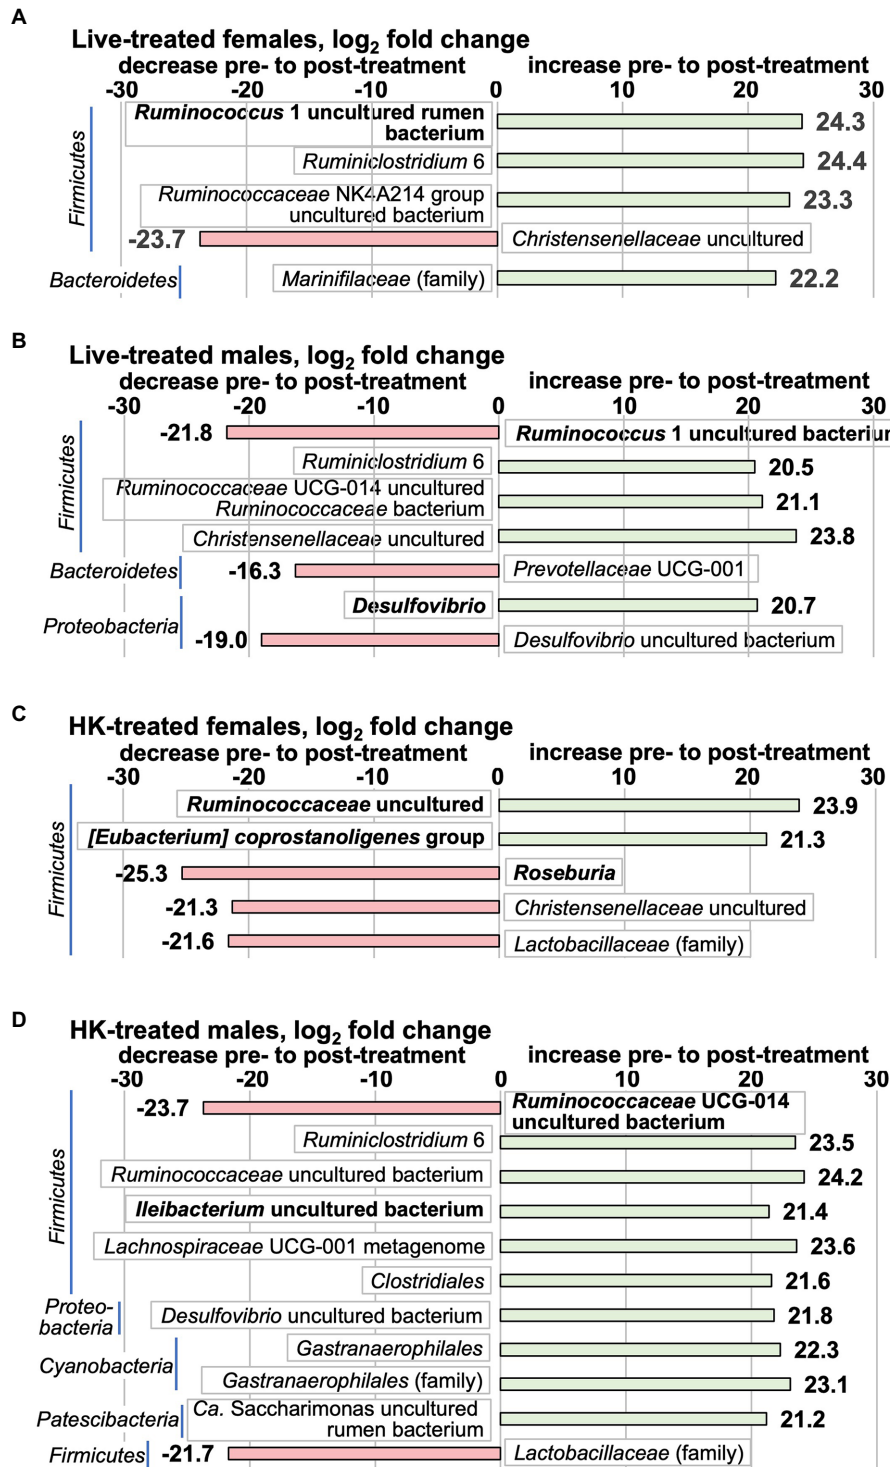 A
Live-treated females, log2 fold change
decrease pre- to post-treatment increase pre- to post-treatment
-30 -20 -10 0 10 20 30
Firmicutes
Ruminococcus 1 uncultured rumen
bacterium
24.3
Ruminiclostridium 6
24.4
Ruminococcaceae NK4A214 group
uncultured bacterium
23.3
-23.7
Christensenellaceae uncultured
Bacteroidetes
Marinifilaceae (family)
22.2
B
Live-treated males, log2 fold change
decrease pre- to post-treatment increase pre- to post-treatment
-30 -20 -10 0 10 20 30
Firmicutes
-21.8
Ruminococcus 1 uncultured bacteriur
Ruminiclostridium 6
20.5
Ruminococcaceae UCG-014 uncultured
Ruminococcaceae bacterium
21.1
Christensenellaceae uncultured
23.8
Bacteroidetes
-16.3
Prevotellaceae UCG-001
Proteobacteria
Desulfovibrio
20.7
-19.0
Desulfovibrio uncultured bacterium
C
HK-treated females, log2 fold change
decrease pre- to post-treatment increase pre- to post-treatment
-30 -20 -10 0 10 20 30
Firmicutes
Ruminococcaceae uncultured
23.9
[Eubacterium] coprostanoligenes group
21.3
-25.3
Roseburia
-21.3
Christensenellaceae uncultured
-21.6
Lactobacillaceae (family)
D
HK-treated males, log2 fold change
decrease pre- to post-treatment increase pre- to post-treatment
-30 -20 -10 0 10 20 30
Firmicutes
-23.7
Ruminococcaceae UCG-014
uncultured bacterium
Ruminiclostridium 6
23.5
Ruminococcaceae uncultured bacterium
24.2
Ileibacterium uncultured bacterium
21.4
Lachnospiraceae UCG-001 metagenome
23.6
Clostridiales
21.6
Proteo-
bacteria
Desulfovibrio uncultured bacterium
21.8
Cyanobacteria
Gastranaerophilales
22.3
Gastranaerophilales (family)
23.1
Patescibacteria
Ca. Saccharimonas uncultured
rumen bacterium
21.2
Firmicutes
-21.7
Lactobacillaceae (family)